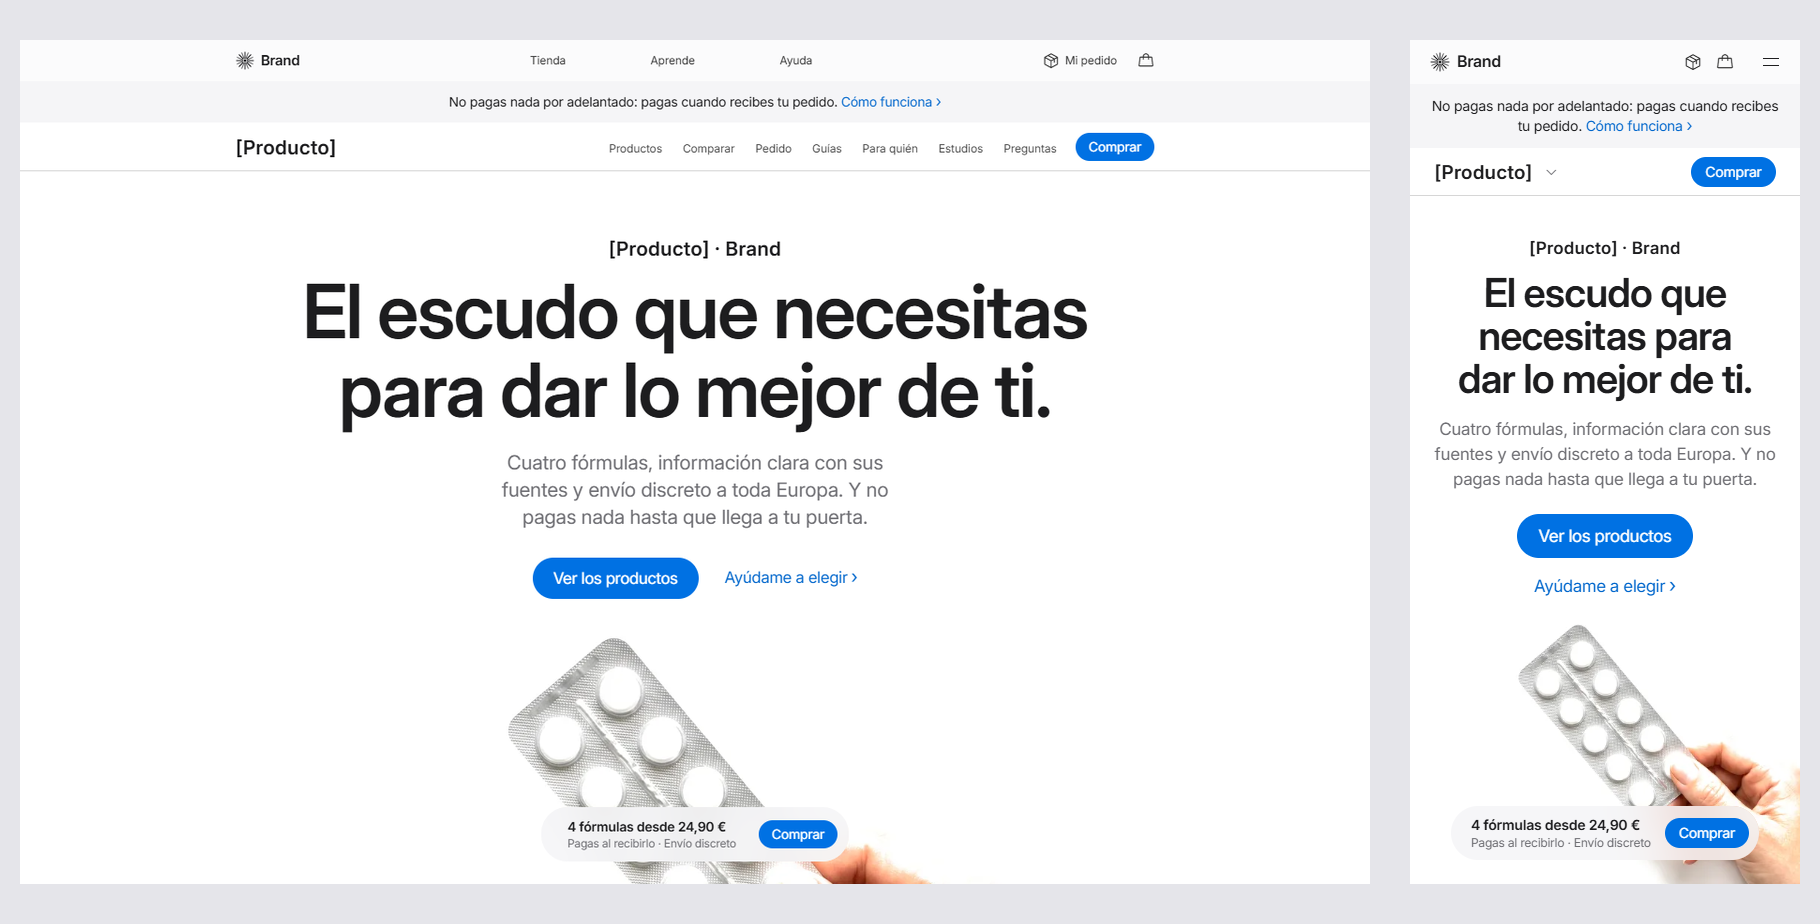 Brand
Tienda
Aprende
Ayuda
Mi pedido
No pagas nada por adelantado: pagas cuando recibes tu pedido. Cómo funciona ›
[Producto]
Productos
Comparar
Pedido
Guías
Para quién
Estudios
Preguntas
Comprar
[Producto] · Brand
El escudo que necesitas
para dar lo mejor de ti.
Cuatro fórmulas, información clara con sus
fuentes y envío discreto a toda Europa. Y no
pagas nada hasta que llega a tu puerta.
Ver los productos
Ayúdame a elegir ›
4 fórmulas desde 24,90 €
Pagas al recibirlo · Envío discreto
Comprar
Brand
No pagas nada por adelantado: pagas cuando recibes
tu pedido. Cómo funciona ›
[Producto]
Comprar
[Producto] · Brand
El escudo que
necesitas para
dar lo mejor de ti.
Cuatro fórmulas, información clara con sus
fuentes y envío discreto a toda Europa. Y no
pagas nada hasta que llega a tu puerta.
Ver los productos
Ayúdame a elegir ›
4 fórmulas desde 24,90 €
Pagas al recibirlo · Envío discreto
Comprar